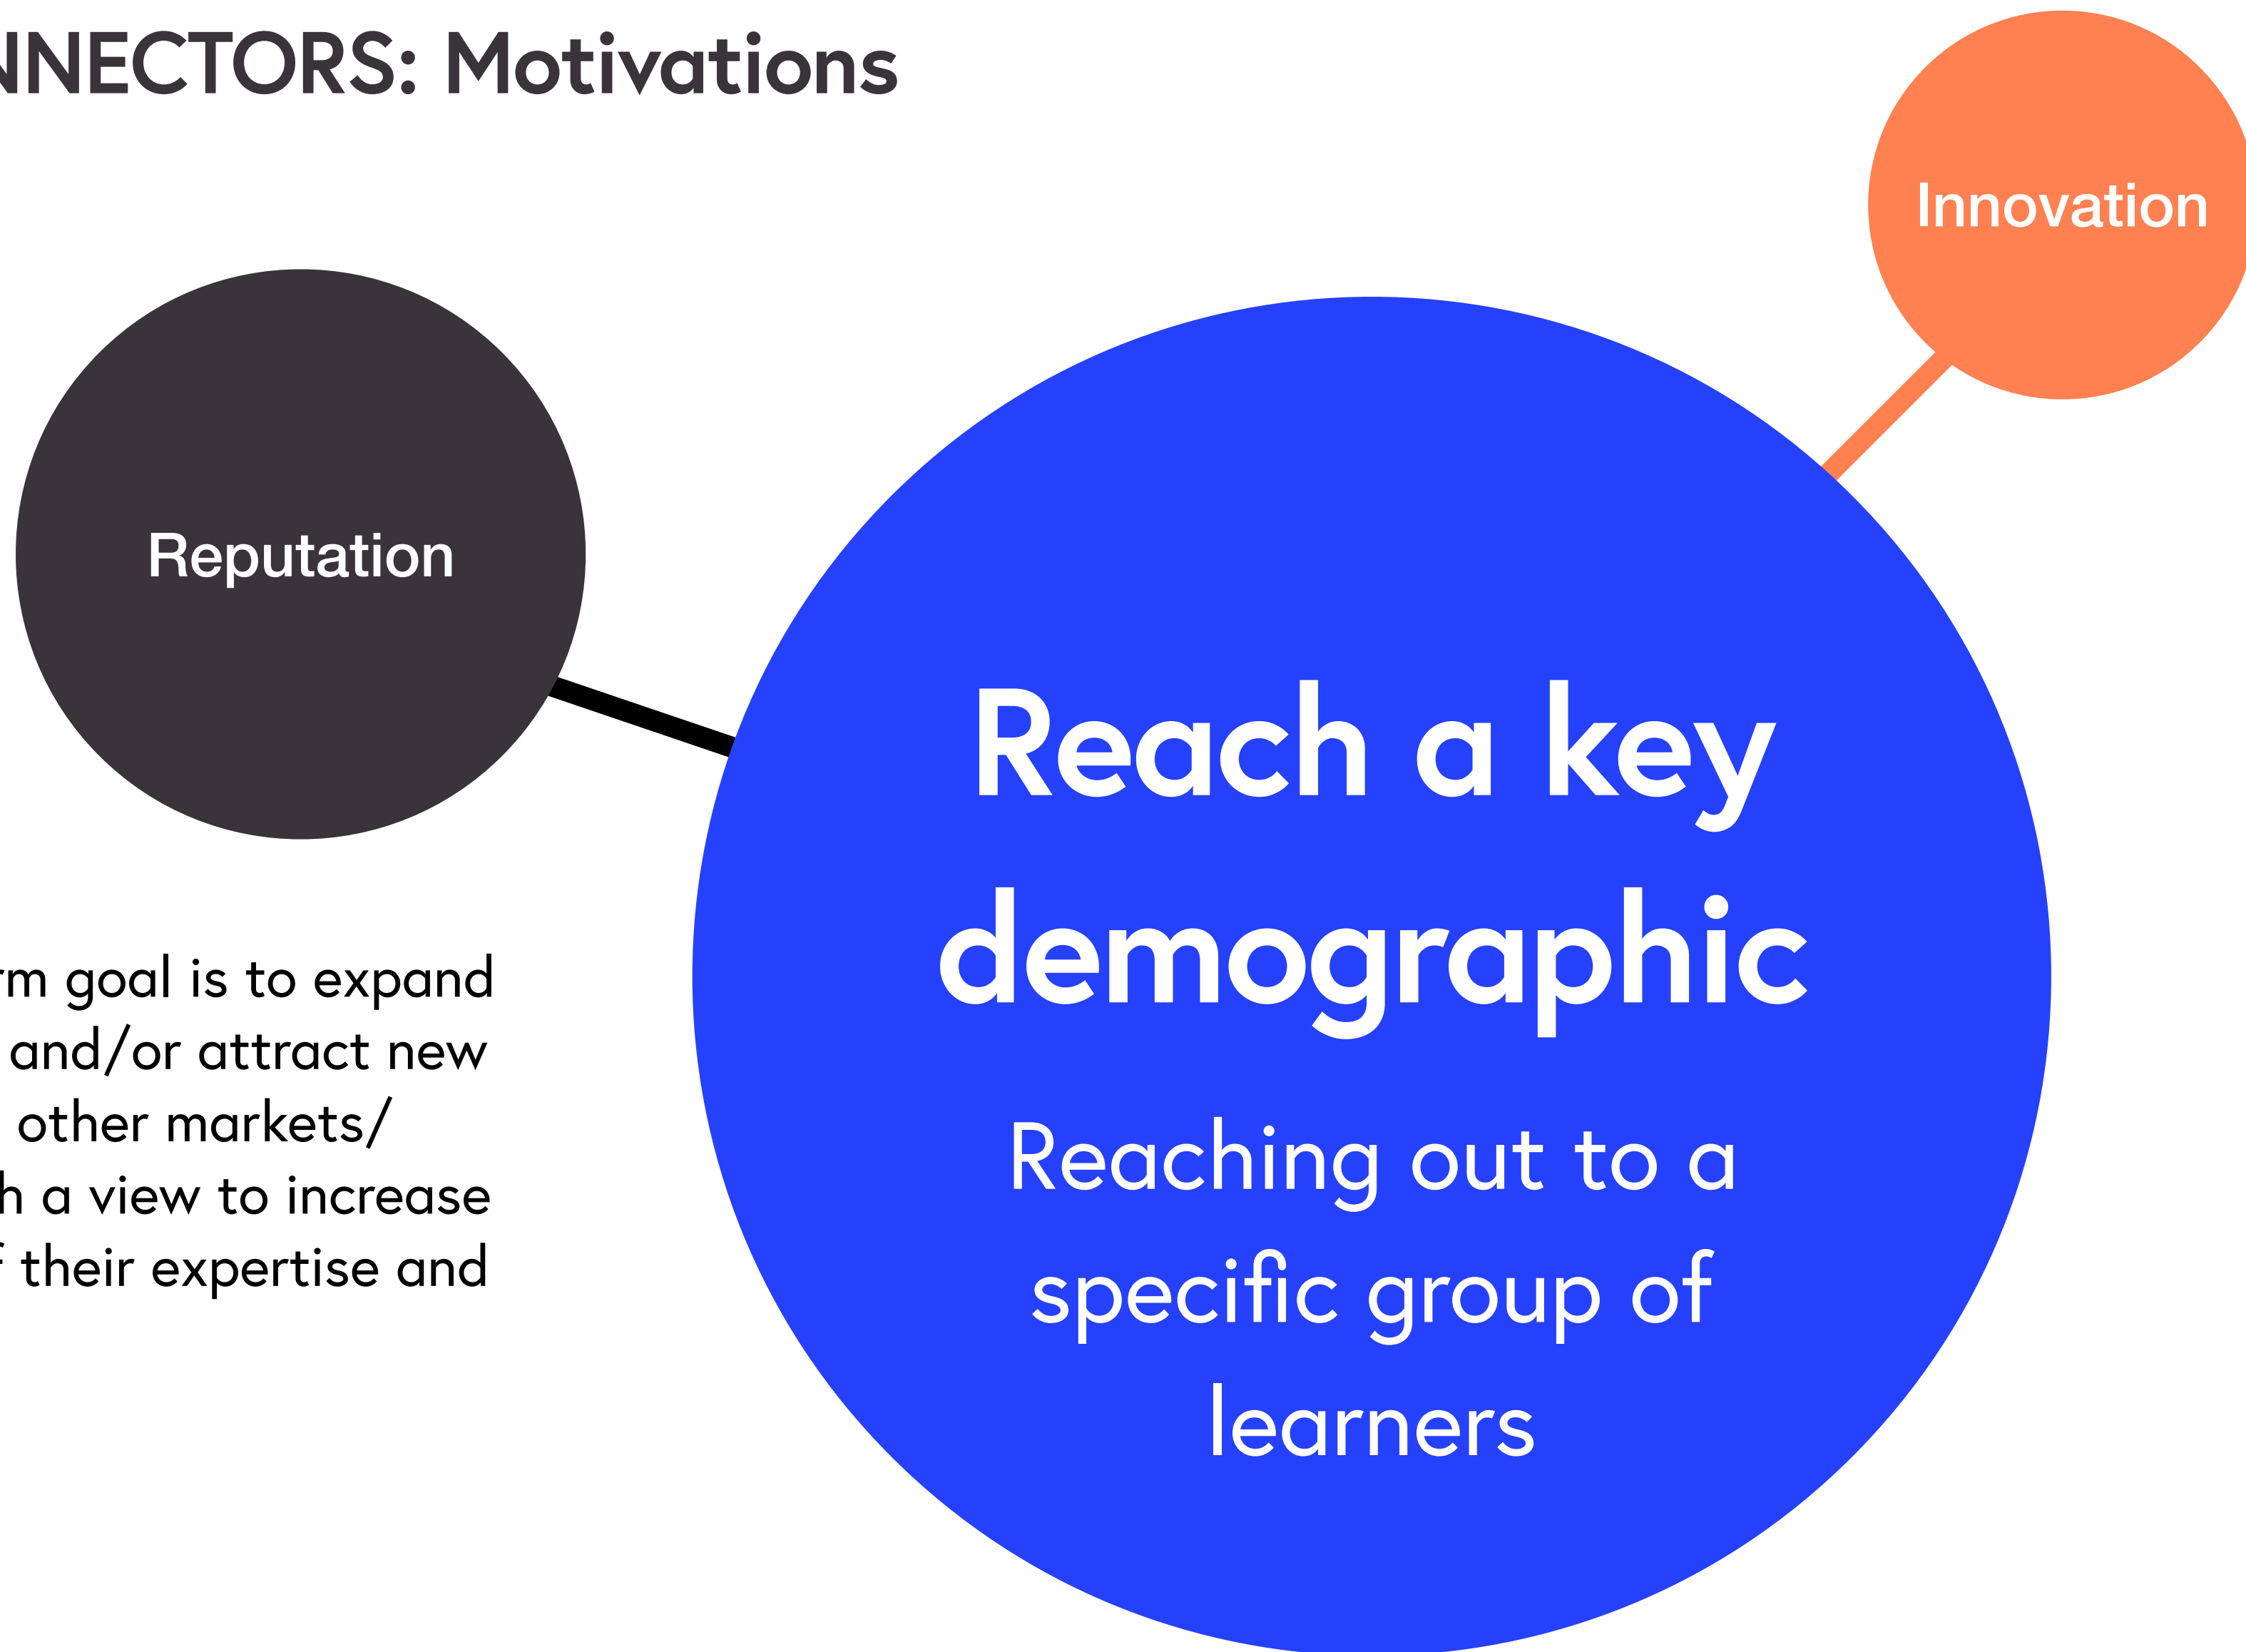 NNECTORS: Motivations
Innovation
Reputation
Reach a key
demographic
Reaching out to a
specific group of
learners
goal is to expand
and/or attract new
other markets/
a view to increase
their expertise and